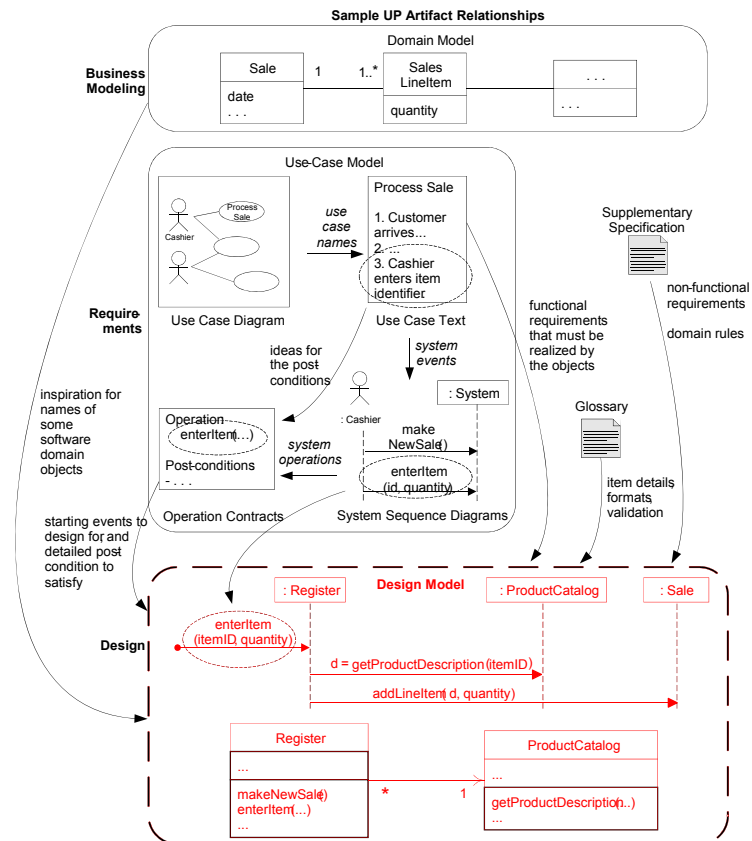 Sample UP Artifact Relationships
Domain Model
Business
Modeling
Sale
date
. . .
1
1..*
Sales
LineItem
quantity
. . .
. . .
Use-Case Model
Process
Sale
Cashier
Use Case Diagram
use
case
names
Process Sale
1. Customer
arrives...
2. ...
3. Cashier
enters item
identifier.
Use Case Text
Require-
ments
ideas for
the post-
conditions
system
events
Operation:
enterItem(…)
Post-conditions:
- . . .
Operation Contracts
system
operations
: Cashier
: System
make
NewSale()
enterItem
(id, quantity)
System Sequence Diagrams
Supplementary
Specification
non-functional
requirements
domain rules
functional
requirements
that must be
realized by
the objects
Glossary
item details,
formats,
validation
inspiration for
names of
some
software
domain
objects
starting events to
design for, and
detailed post-
condition to
satisfy
Design Model
Design
: Register
: ProductCatalog
: Sale
enterItem
(itemID, quantity)
d = getProductDescription(itemID)
addLineItem( d, quantity )
Register
...
makeNewSale()
enterItem(...)
...
*
1
ProductCatalog
...
getProductDescription(...)
...